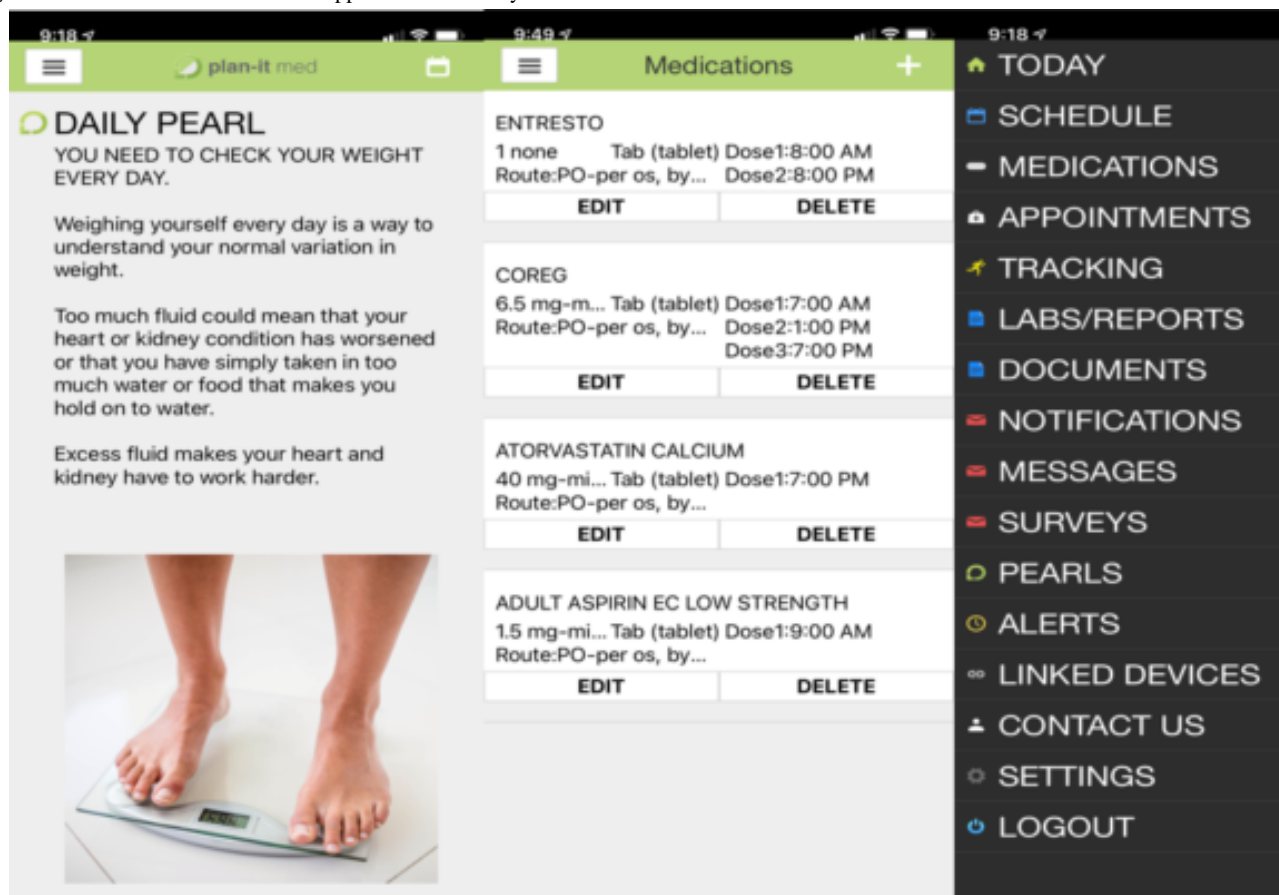 9:18
plan-it med
DAILY PEARL
YOU NEED TO CHECK YOUR WEIGHT
EVERY DAY.
Weighing yourself every day is a way to
understand your normal variation in
weight.
Too much fluid could mean that your
heart or kidney condition has worsened
or that you have simply taken in too
much water or food that makes you
hold on to water.
Excess fluid makes your heart and
kidney have to work harder.
9:49
Medications +
ENTRESTO
1 none Tab (tablet) Dose1:8:00 AM
Route:PO-per os, by... Dose2:8:00 PM
EDIT DELETE
COREG
6.5 mg-m... Tab (tablet) Dose1:7:00 AM
Route:PO-per os, by... Dose2:1:00 PM
Dose3:7:00 PM
EDIT DELETE
ATORVASTATIN CALCIUM
40 mg-mi... Tab (tablet) Dose1:7:00 PM
Route:PO-per os, by...
EDIT DELETE
ADULT ASPIRIN EC LOW STRENGTH
1.5 mg-mi... Tab (tablet) Dose1:9:00 AM
Route:PO-per os, by...
EDIT DELETE
9:18
TODAY
SCHEDULE
MEDICATIONS
APPOINTMENTS
TRACKING
LABS/REPORTS
DOCUMENTS
NOTIFICATIONS
MESSAGES
SURVEYS
PEARLS
ALERTS
LINKED DEVICES
CONTACT US
SETTINGS
LOGOUT